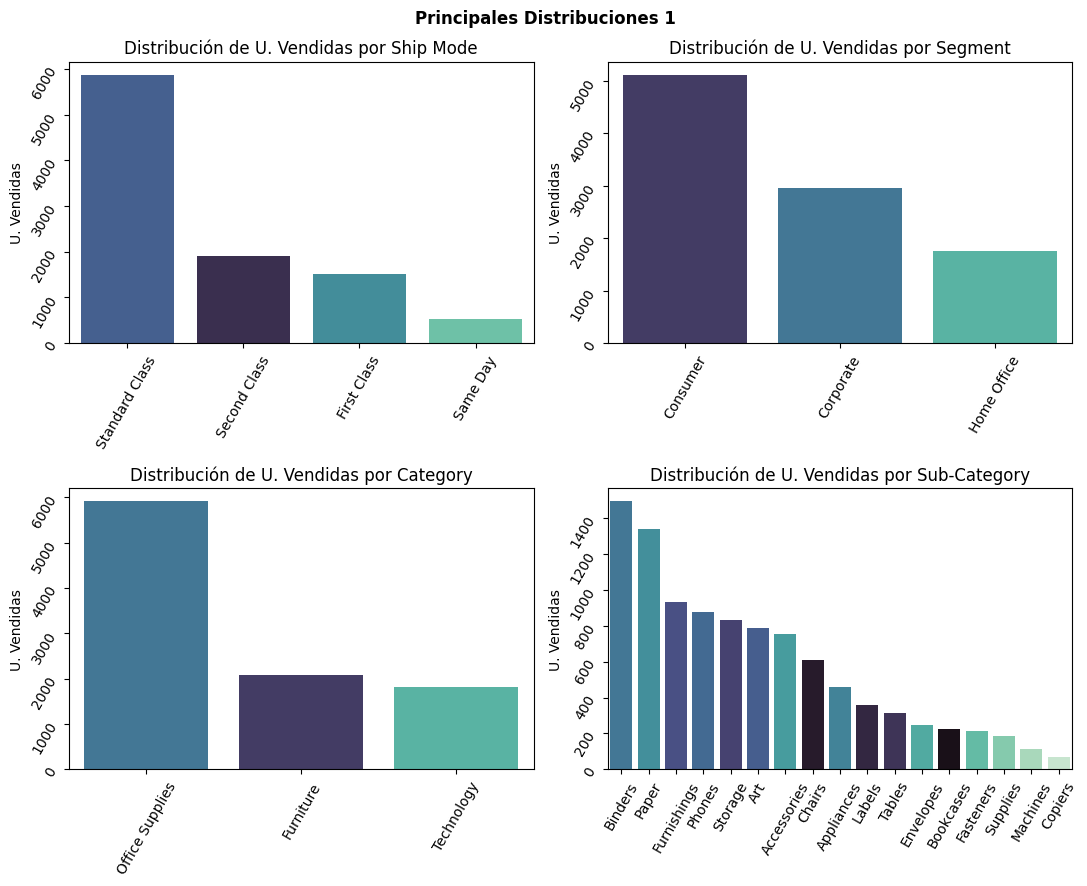 Principales Distribuciones 1
Distribución de U. Vendidas por Ship Mode
U. Vendidas
6000
5000
4000
3000
2000
1000
0
Standard Class
Second Class
First Class
Same Day
Distribución de U. Vendidas por Segment
U. Vendidas
5000
4000
3000
2000
1000
0
Consumer
Corporate
Home Office
Distribución de U. Vendidas por Category
U. Vendidas
6000
5000
4000
3000
2000
1000
0
Office Supplies
Furniture
Technology
Distribución de U. Vendidas por Sub-Category
U. Vendidas
1400
1200
1000
800
600
400
200
0
Binders
Paper
Furnishings
Phones
Storage
Art
Accessories
Chairs
Appliances
Labels
Tables
Envelopes
Bookcases
Fasteners
Supplies
Machines
Copiers